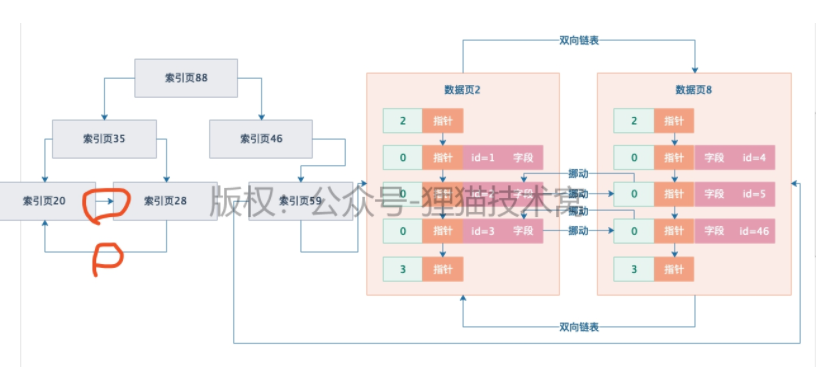 双向链表
索引页88
数据页2
数据页8
2 指针
2 指针
索引页35
索引页46
0 指针 id=1 字段
0 指针 字段 id=4
挪动
索引页20
索引页28
索引页59
0 指针
挪动
0 指针 字段 id=5
版权:公众号-狸猫技术窝
挪动
0 指针 id=3 字段
挪动
0 指针 字段 id=46
3 指针
3 指针
双向链表